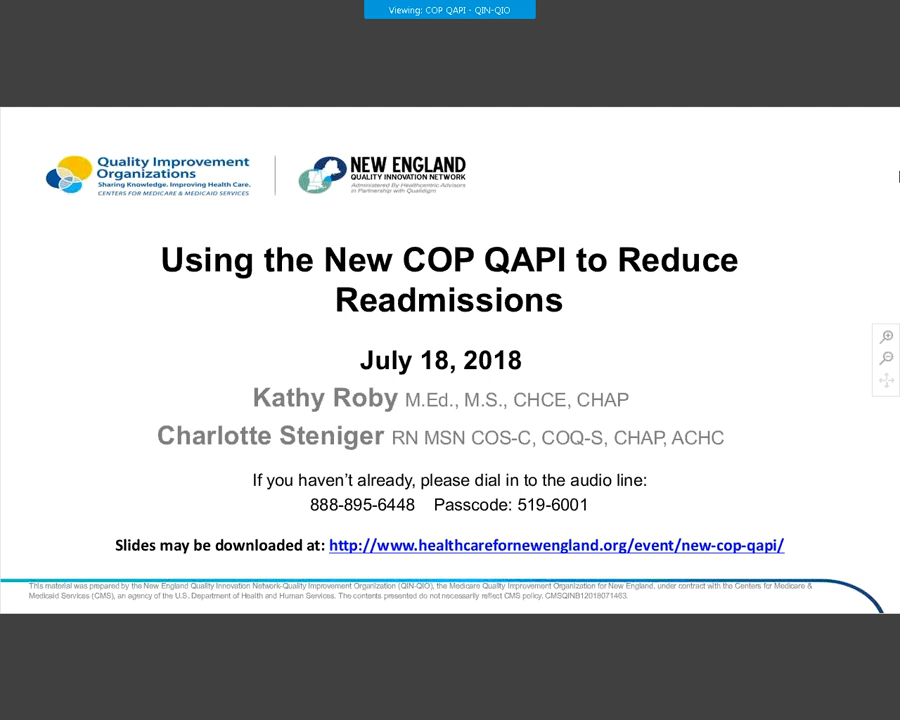 Viewing: COP QAPI - QIN-QIO
Quality Improvement
Organizations
Sharing Knowledge. Improving Health Care.
CENTERS FOR MEDICARE & MEDICAID SERVICES
NEW ENGLAND
QUALITY INNOVATION NETWORK
Administered By Healthcentric Advisors
in Partnership with Qualidigm
Using the New COP QAPI to Reduce
Readmissions
July 18, 2018
Kathy Roby M.Ed., M.S., CHCE, CHAP
Charlotte Steniger RN MSN COS-C, COQ-S, CHAP, ACHC
If you haven't already, please dial in to the audio line:
888-895-6448 Passcode: 519-6001
Slides may be downloaded at: http://www.healthcarefornewengland.org/event/new-cop-qapi/
This material was prepared by the New England Quality Innovation Network-Quality Improvement Organization (QIN-QIO), the Medicare Quality Improvement Organization for New England, under contract with the Centers for Medicare &
Medicaid Services (CMS), an agency of the U.S. Department of Health and Human Services. The contents presented do not necessarily reflect CMS policy. CMSQINB12018071463.